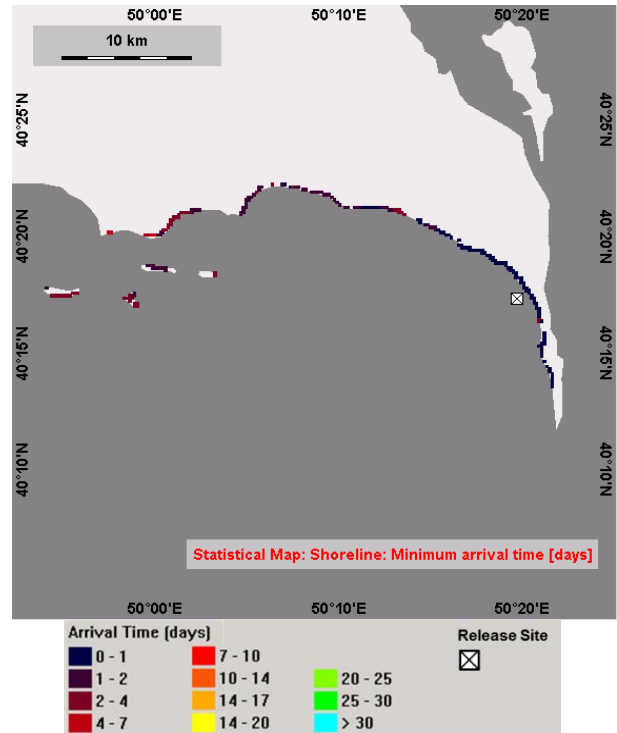 50°00'E 50°10'E 50°20'E
10 km
40°25'N 40°25'N
40°20'N 40°20'N
40°15'N 40°15'N
40°10'N 40°10'N
Statistical Map: Shoreline: Minimum arrival time [days]
50°00'E 50°10'E 50°20'E
Arrival Time (days) Release Site
0 - 1 7 - 10
1 - 2 10 - 14 20 - 25
2 - 4 14 - 17 25 - 30
4 - 7 14 - 20 > 30